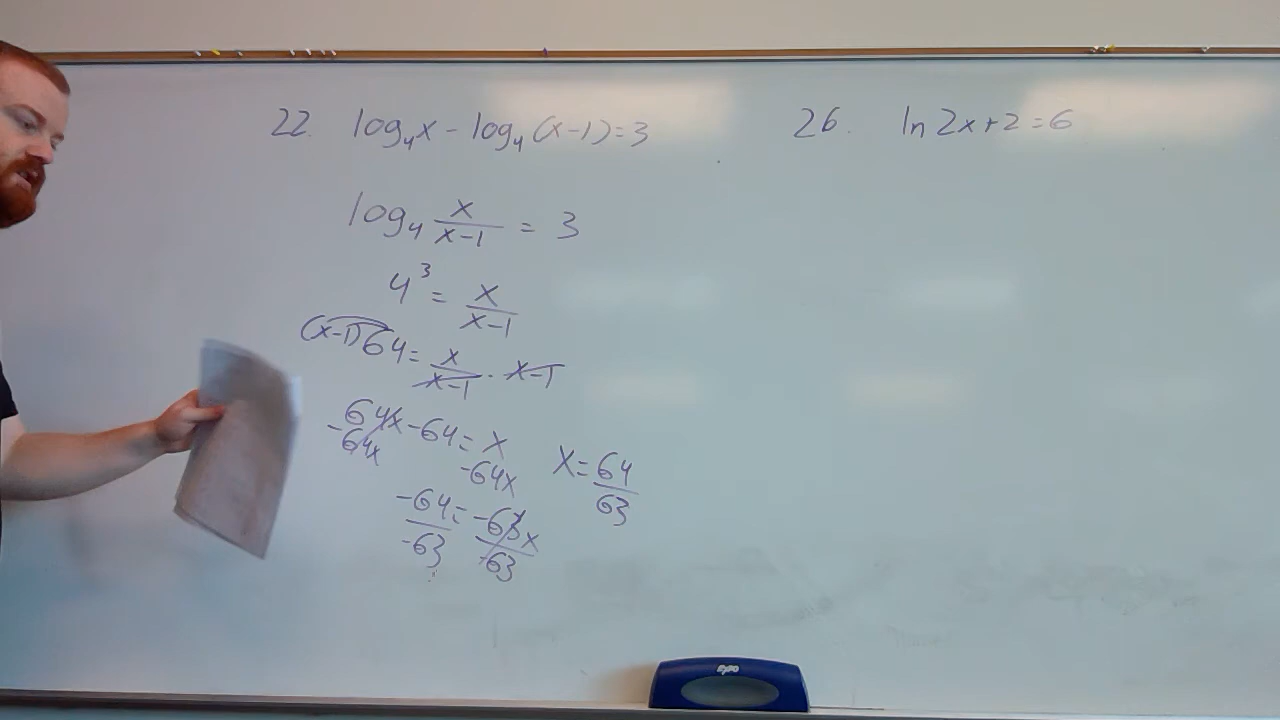 22. log₄x - log₄(x-1)=3
log₄ x/(x-1) = 3
4³ = x/(x-1)
(x-1)64 = x/(x-1) · x-1
64x-64=x
-64x -64x
-64/-63 = -63x/-63
x=64/63
26. ln 2x+2=6
expo